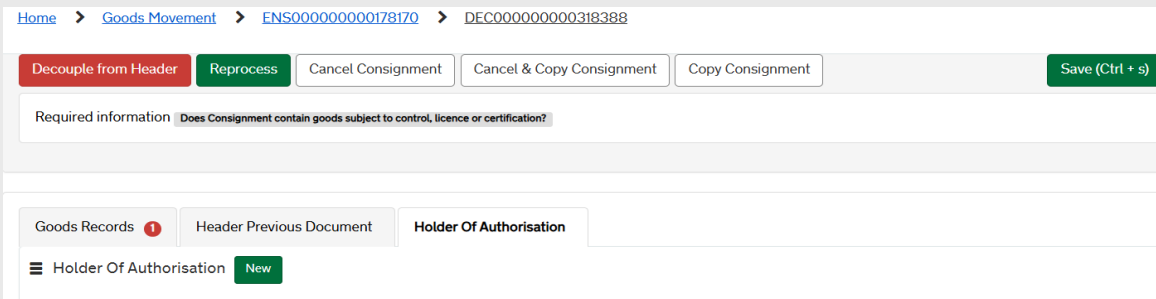 Home > Goods Movement > ENS000000000178170 > DEC000000000318388
Decouple from Header Reprocess Cancel Consignment Cancel & Copy Consignment Copy Consignment Save (Ctrl + s)
Required information Does Consignment contain goods subject to control, licence or certification?
Goods Records 1 Header Previous Document Holder Of Authorisation
Holder Of Authorisation New